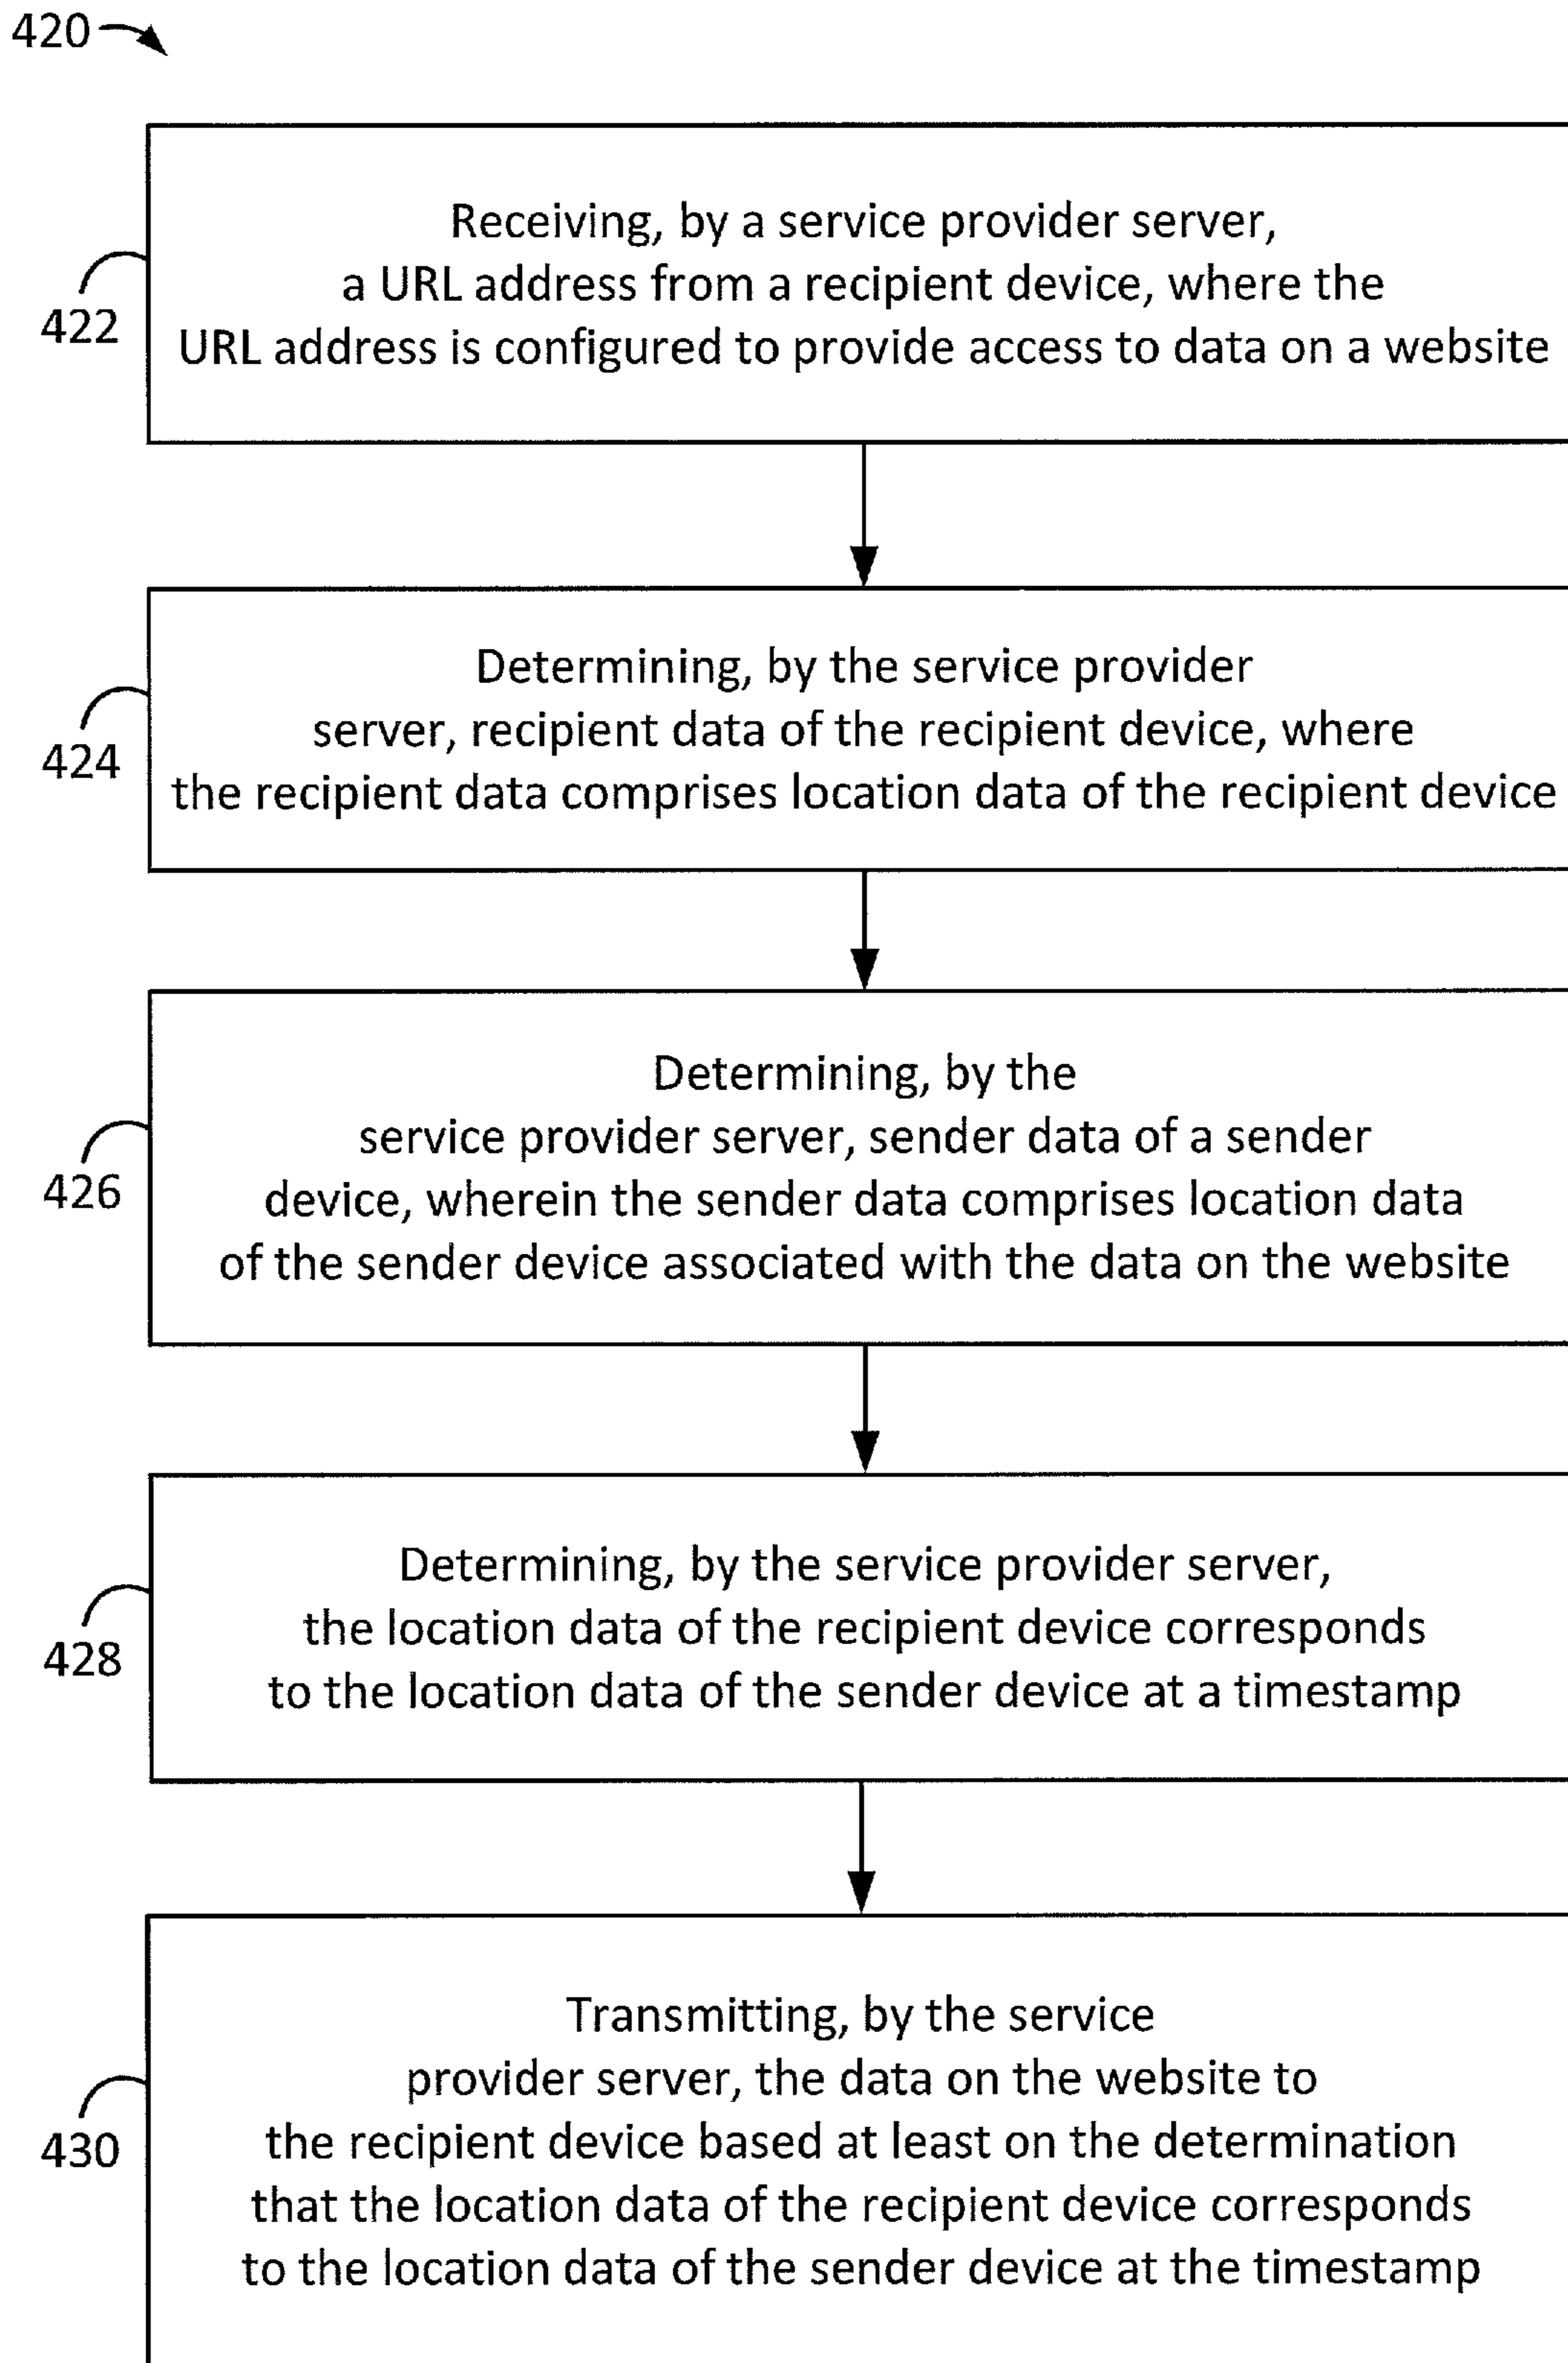 420
Receiving, by a service provider server,
a URL address from a recipient device, where the
URL address is configured to provide access to data on a website
422
Determining, by the service provider
server, recipient data of the recipient device, where
the recipient data comprises location data of the recipient device
424
Determining, by the
service provider server, sender data of a sender
device, wherein the sender data comprises location data
of the sender device associated with the data on the website
426
Determining, by the service provider server,
the location data of the recipient device corresponds
to the location data of the sender device at a timestamp
428
Transmitting, by the service
provider server, the data on the website to
the recipient device based at least on the determination
that the location data of the recipient device corresponds
to the location data of the sender device at the timestamp
430